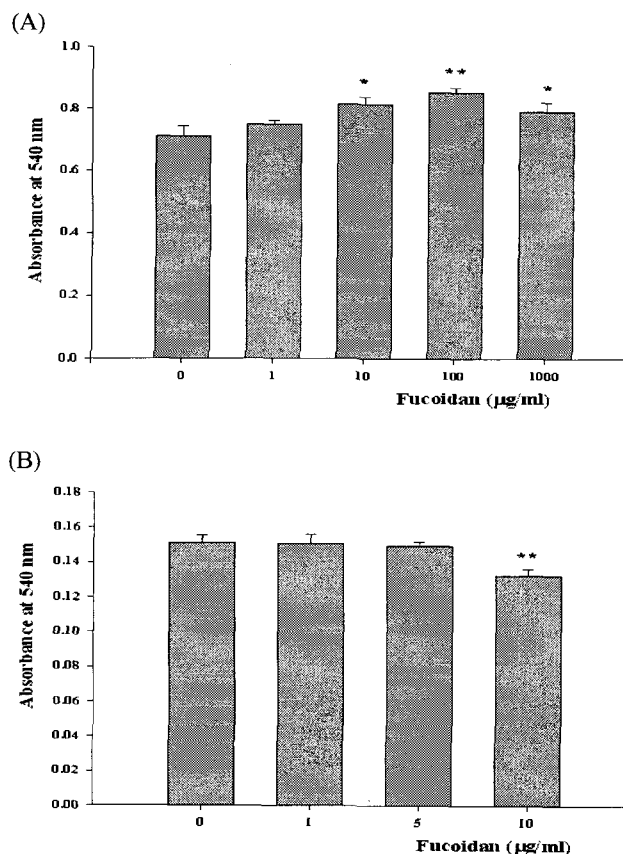 (A)
1.0
0.8
0.6
0.4
0.2
0.0
Absorbance at 540 nm
*
**
*
0 1 10 100 1000
Fucoidan (µg/ml)
(B)
0.18
0.16
0.14
0.12
0.10
0.08
0.06
0.04
0.02
0.00
Absorbance at 540 nm
**
0 1 5 10
Fucoidan (µg/ml)